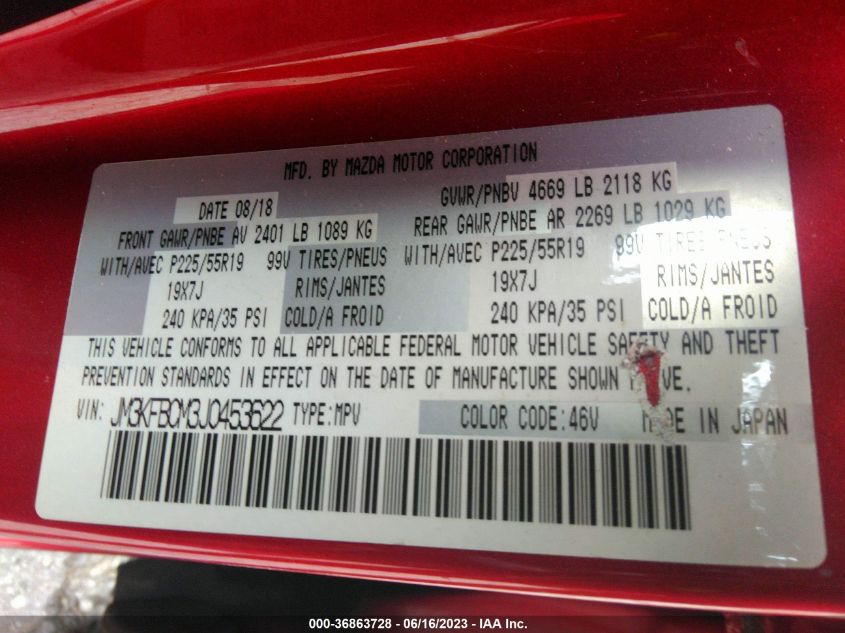 MFD. BY MAZDA MOTOR CORPORATION
DATE 08/18 GVWR/PNBV 4669 LB 2118 KG
FRONT GAWR/PNBE AV 2401 LB 1089 KG REAR GAWR/PNBE AR 2269 LB 1029 KG
WITH/AVEC P225/55R19 99V TIRES/PNEUS WITH/AVEC P225/55R19 99V TIRES/PNEUS
19X7J RIMS/JANTES 19X7J RIMS/JANTES
240 KPA/35 PSI COLD/A FROID 240 KPA/35 PSI COLD/A FROID
THIS VEHICLE CONFORMS TO ALL APPLICABLE FEDERAL MOTOR VEHICLE SAFETY AND THEFT
PREVENTION STANDARDS IN EFFECT ON THE DATE OF MANUFACTURE SHOWN
VIN: JM3KFBCM3J0453522 TYPE:MPV COLOR CODE:46V MADE IN JAPAN
000-36863728 - 06/16/2023 - IAA Inc.